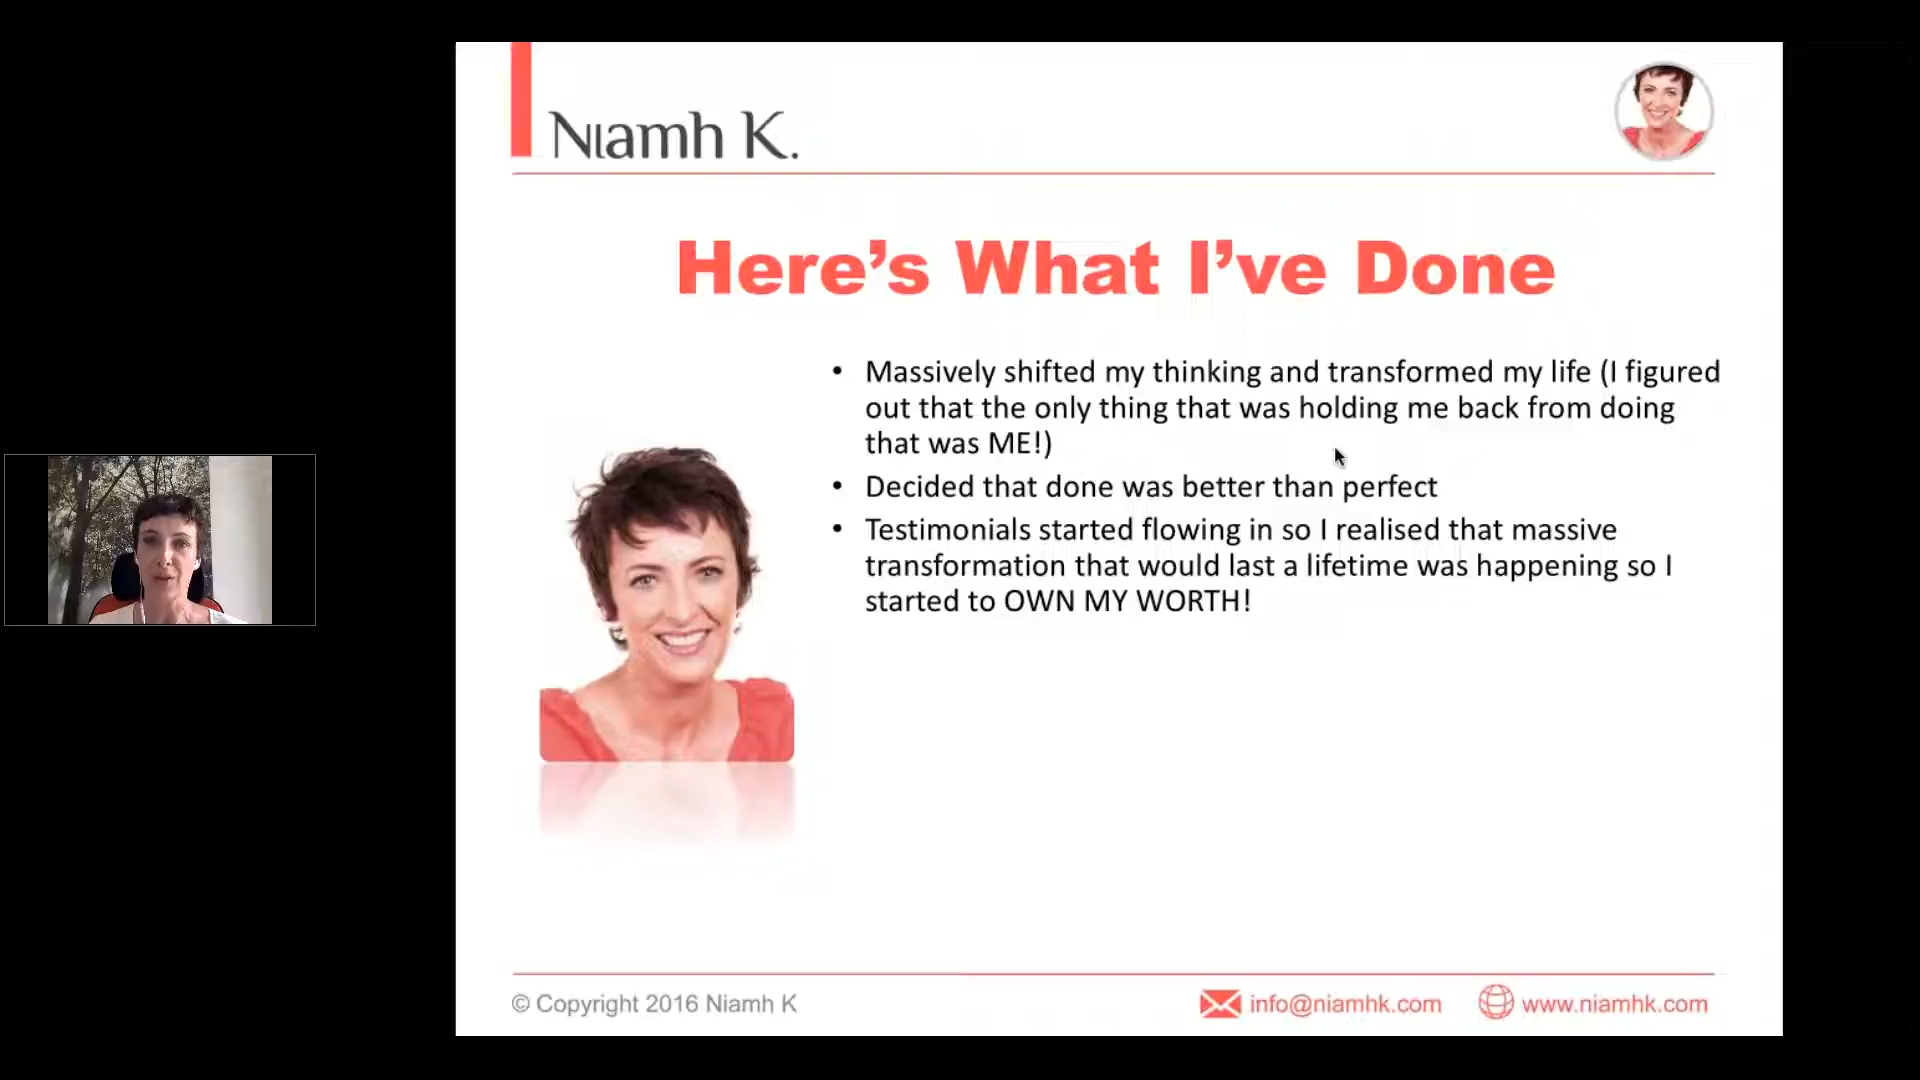 Niamh K.
Here’s What I’ve Done
• Massively shifted my thinking and transformed my life (I figured
out that the only thing that was holding me back from doing
that was ME!)
• Decided that done was better than perfect
• Testimonials started flowing in so I realised that massive
transformation that would last a lifetime was happening so I
started to OWN MY WORTH!
© Copyright 2016 Niamh K
info@niamhk.com
www.niamhk.com